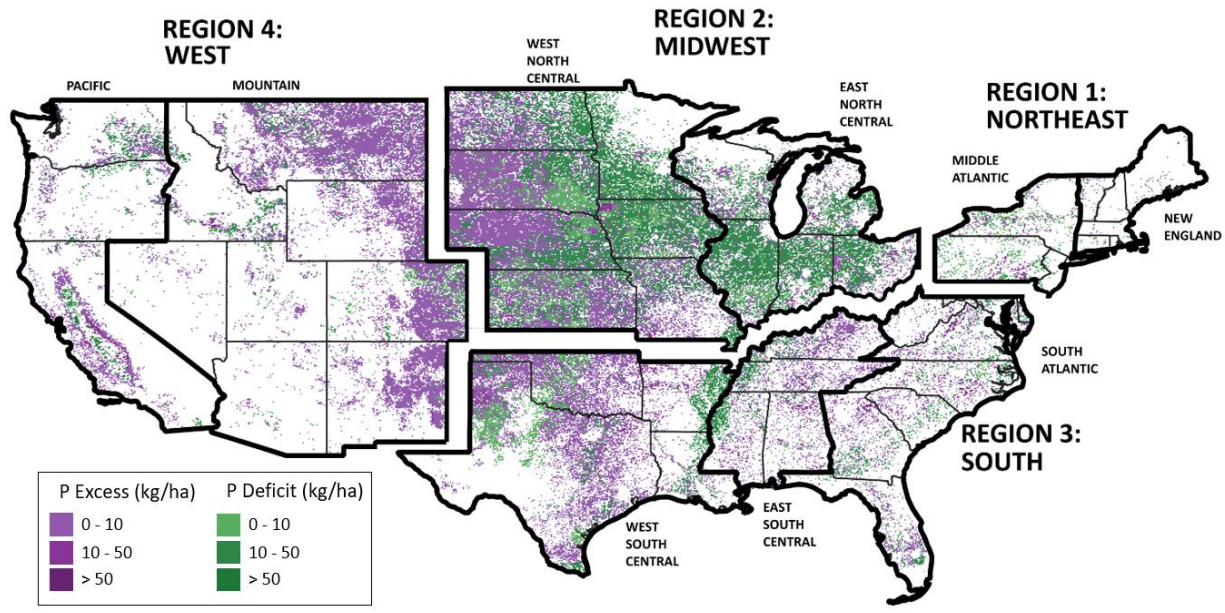 REGION 4:
WEST
PACIFIC
MOUNTAIN
REGION 2:
MIDWEST
WEST
NORTH
CENTRAL
EAST
NORTH
CENTRAL
REGION 1:
NORTHEAST
MIDDLE
ATLANTIC
NEW
ENGLAND
SOUTH
ATLANTIC
REGION 3:
SOUTH
EAST
SOUTH
CENTRAL
WEST
SOUTH
CENTRAL
P Excess (kg/ha) P Deficit (kg/ha)
0 - 10 0 - 10
10 - 50 10 - 50
> 50 > 50